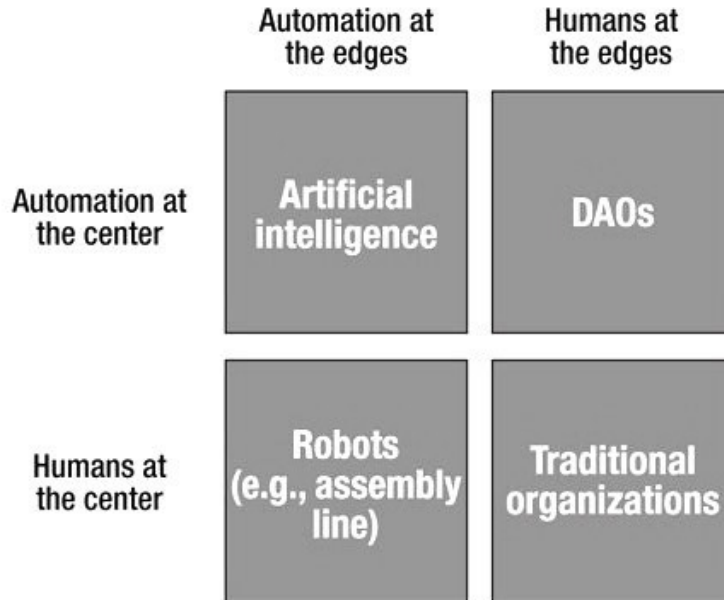 Automation at
the edges
Humans at
the edges
Automation at
the center
Artificial
intelligence
DAOs
Humans at
the center
Robots
(e.g., assembly
line)
Traditional
organizations